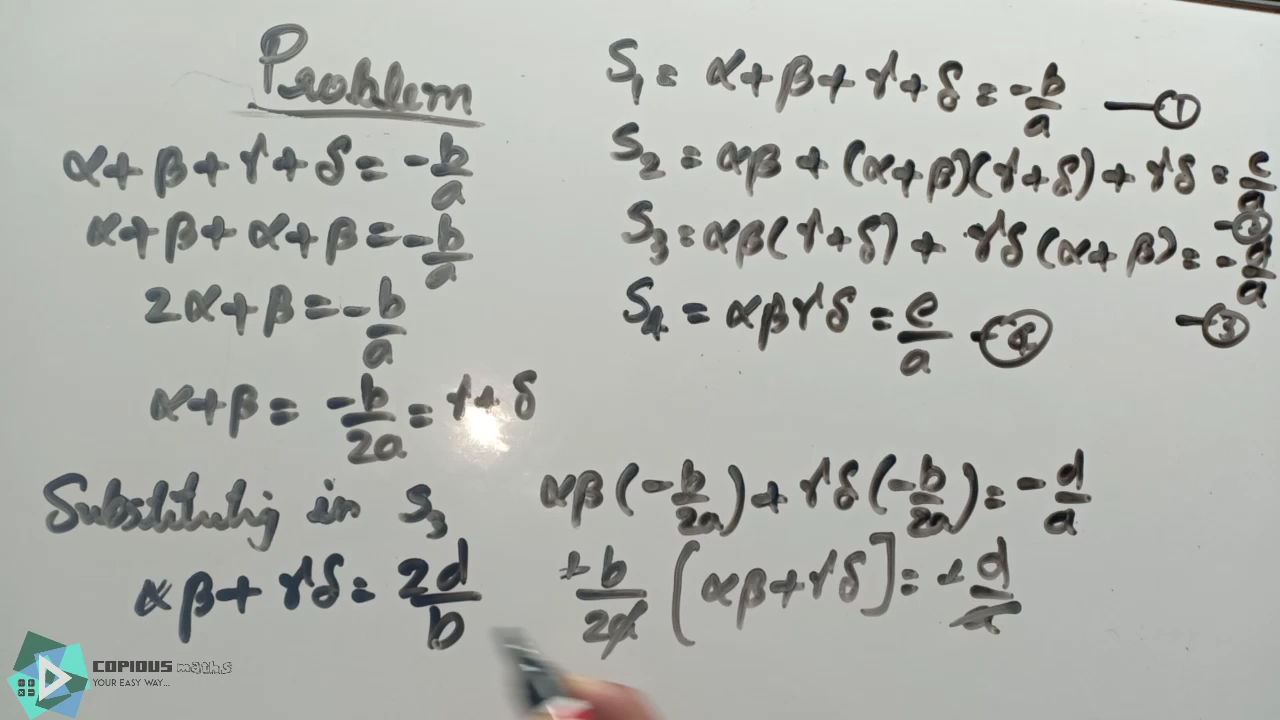 Problem
α+β+γ+δ=-b/a
α+β+α+β=-b/a
2α+β=-b/a
α+β=-b/2a=γ+δ
Substituting in S₃
αβ+γδ=2d/b
S₁=α+β+γ+δ=-b/a —①
S₂=αβ+(α+β)(γ+δ)+γδ=c/a —②
S₃=αβ(γ+δ)+γδ(α+β)=-d/a —③
S₄=αβγδ=e/a —④
αβ(-b/2a)+γδ(-b/2a)=-d/a
+b/2a[αβ+γδ]=+d/a
COPIOUS maths
YOUR EASY WAY...